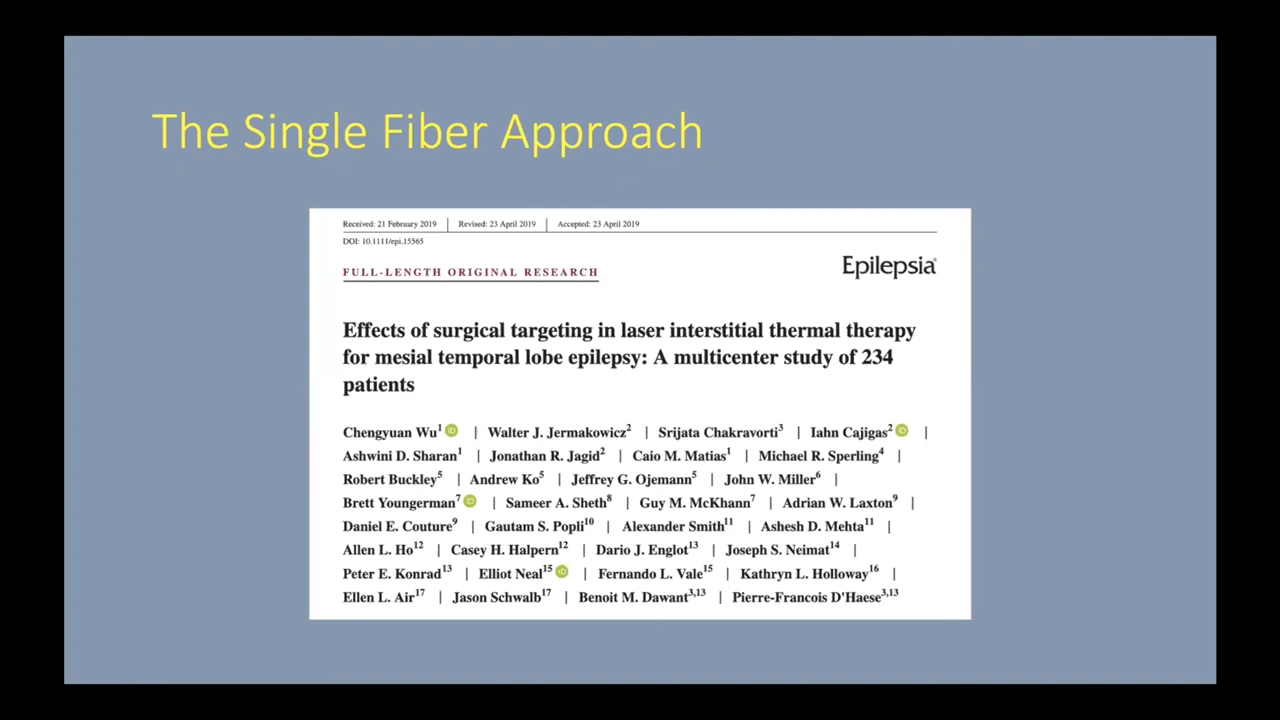 The Single Fiber Approach
Received: 21 February 2019 | Revised: 23 April 2019 | Accepted: 23 April 2019
DOI: 10.1111/epi.15565
FULL-LENGTH ORIGINAL RESEARCH
Epilepsia®
Effects of surgical targeting in laser interstitial thermal therapy
for mesial temporal lobe epilepsy: A multicenter study of 234
patients
Chengyuan Wu1 iD | Walter J. Jermakowicz2 | Srijata Chakravorti3 | Iahn Cajigas2 iD |
Ashwini D. Sharan1 | Jonathan R. Jagid2 | Caio M. Matias1 | Michael R. Sperling4 |
Robert Buckley5 | Andrew Ko5 | Jeffrey G. Ojemann5 | John W. Miller6 |
Brett Youngerman7 iD | Sameer A. Sheth8 | Guy M. McKhann7 | Adrian W. Laxton9 |
Daniel E. Couture9 | Gautam S. Popli10 | Alexander Smith11 | Ashesh D. Mehta11 |
Allen L. Ho12 | Casey H. Halpern12 | Dario J. Englot13 | Joseph S. Neimat14 |
Peter E. Konrad13 | Elliot Neal15 iD | Fernando L. Vale15 | Kathryn L. Holloway16 |
Ellen L. Air17 | Jason Schwalb17 | Benoit M. Dawant3,13 | Pierre-Francois D'Haese3,13